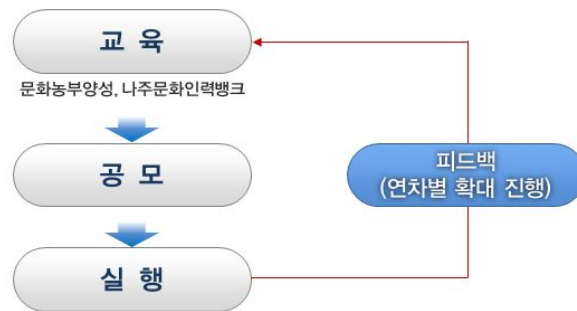 교 육
문화농부양성, 나주문화인력뱅크
공 모
피드백
(연차별 확대 진행)
실 행